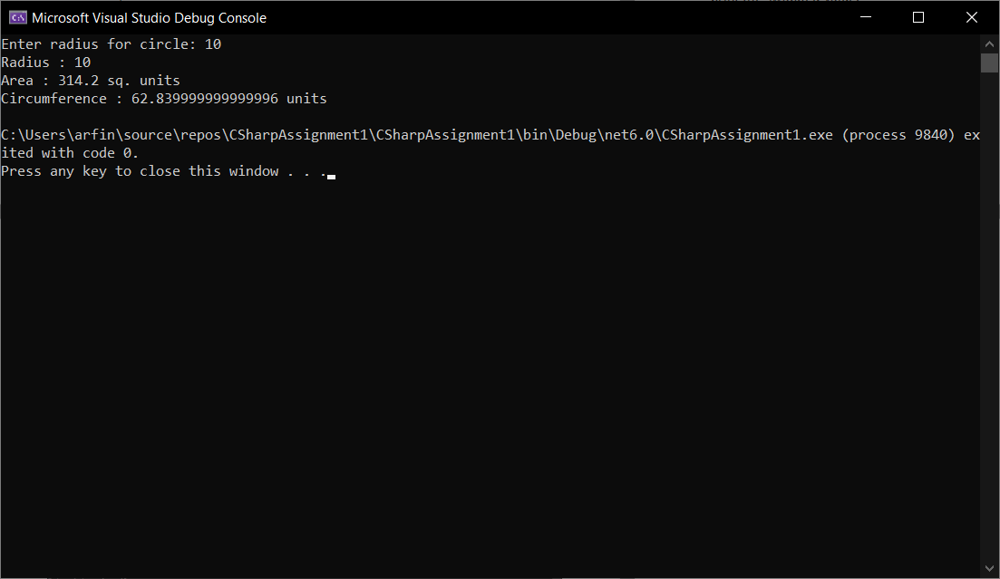 Microsoft Visual Studio Debug Console
Enter radius for circle: 10
Radius : 10
Area : 314.2 sq. units
Circumference : 62.839999999999996 units
C:\Users\arfin\source\repos\CSharpAssignment1\CSharpAssignment1\bin\Debug\net6.0\CSharpAssignment1.exe (process 9840) ex
ited with code 0.
Press any key to close this window . . .